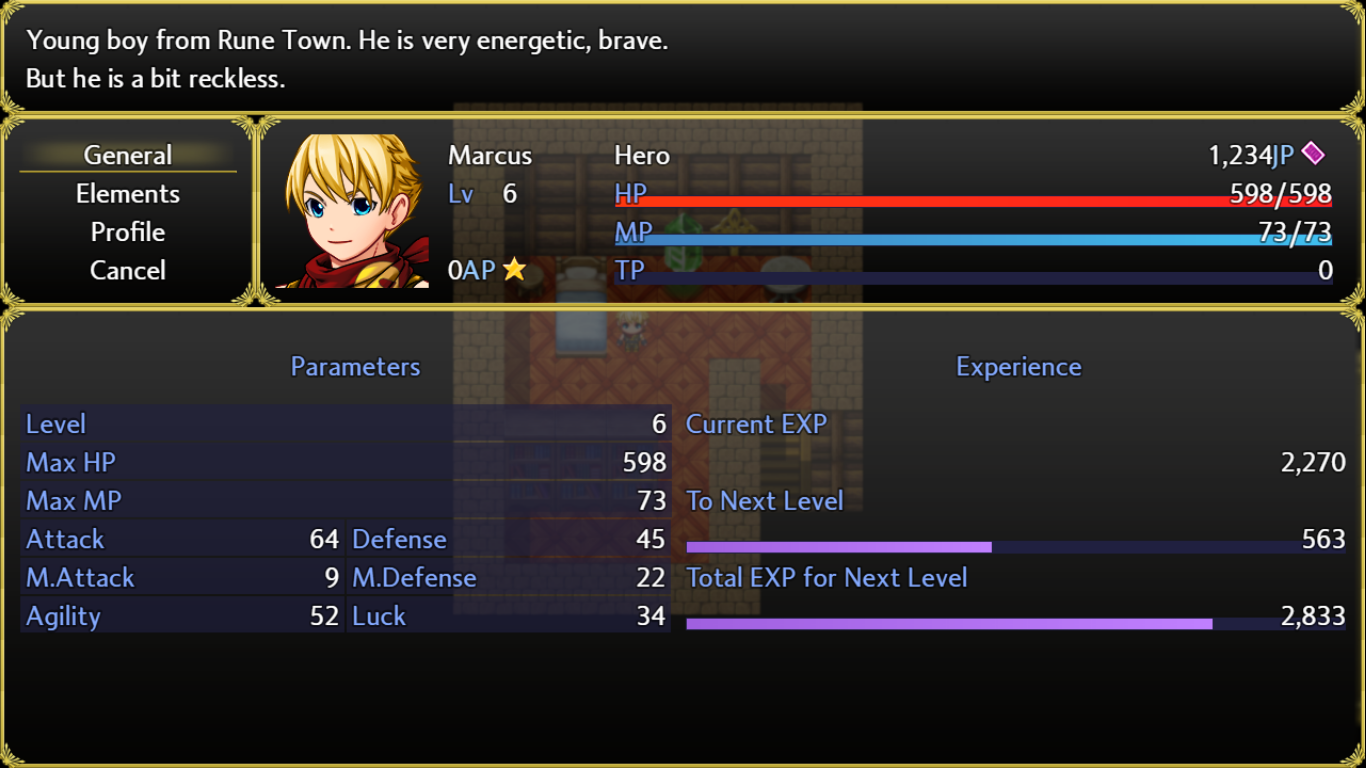 Young boy from Rune Town. He is very energetic, brave.
But he is a bit reckless.
General
Elements
Profile
Cancel
Marcus
Hero
1,234JP
Lv 6
HP 598/598
MP 73/73
0AP
TP 0
Parameters
Level 6
Max HP 598
Max MP 73
Attack 64 Defense 45
M.Attack 9 M.Defense 22
Agility 52 Luck 34
Experience
Current EXP
2,270
To Next Level
563
Total EXP for Next Level
2,833